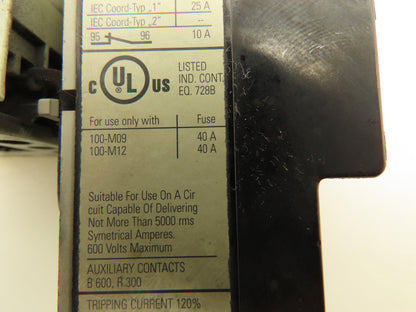 IEC Coord-Typ „1" 25 A
IEC Coord-Typ „2" --
95 96 10 A
C UL US LISTED
IND. CONT.
EQ. 728B
For use only with Fuse
100-M09 40 A
100-M12 40 A
Suitable For Use On A Cir
cuit Capable Of Delivering
Not More Than 5000 rms
Symetrical Amperes.
600 Volts Maximum
AUXILIARY CONTACTS
B 600, R 300
TRIPPING CURRENT 120%